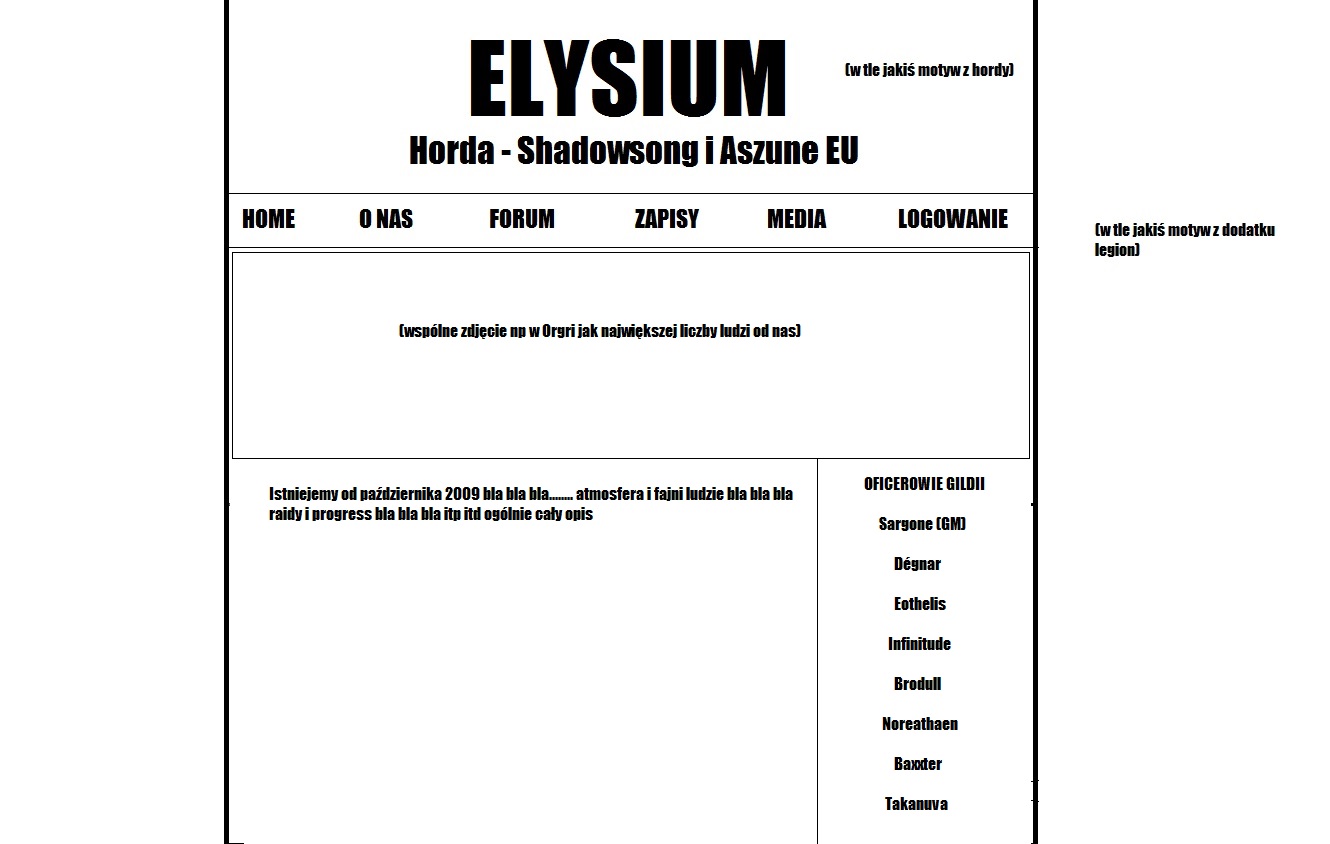 ELYSIUM
(w tle jakiś motyw z hordy)
Horda - Shadowsong i Aszune EU
HOME O NAS FORUM ZAPISY MEDIA LOGOWANIE
(w tle jakiś motyw z dodatku
legion)
(wspólne zdjęcie np w Orgri jak największej liczby ludzi od nas)
Istniejemy od października 2009 bla bla bla........ atmosfera i fajni ludzie bla bla bla
raidy i progress bla bla bla itp itd ogólnie cały opis
OFICEROWIE GILDII
Sargone (GM)
Dégnar
Eothelis
Infinitude
Brodull
Noreathaen
Baxxter
Takanuva